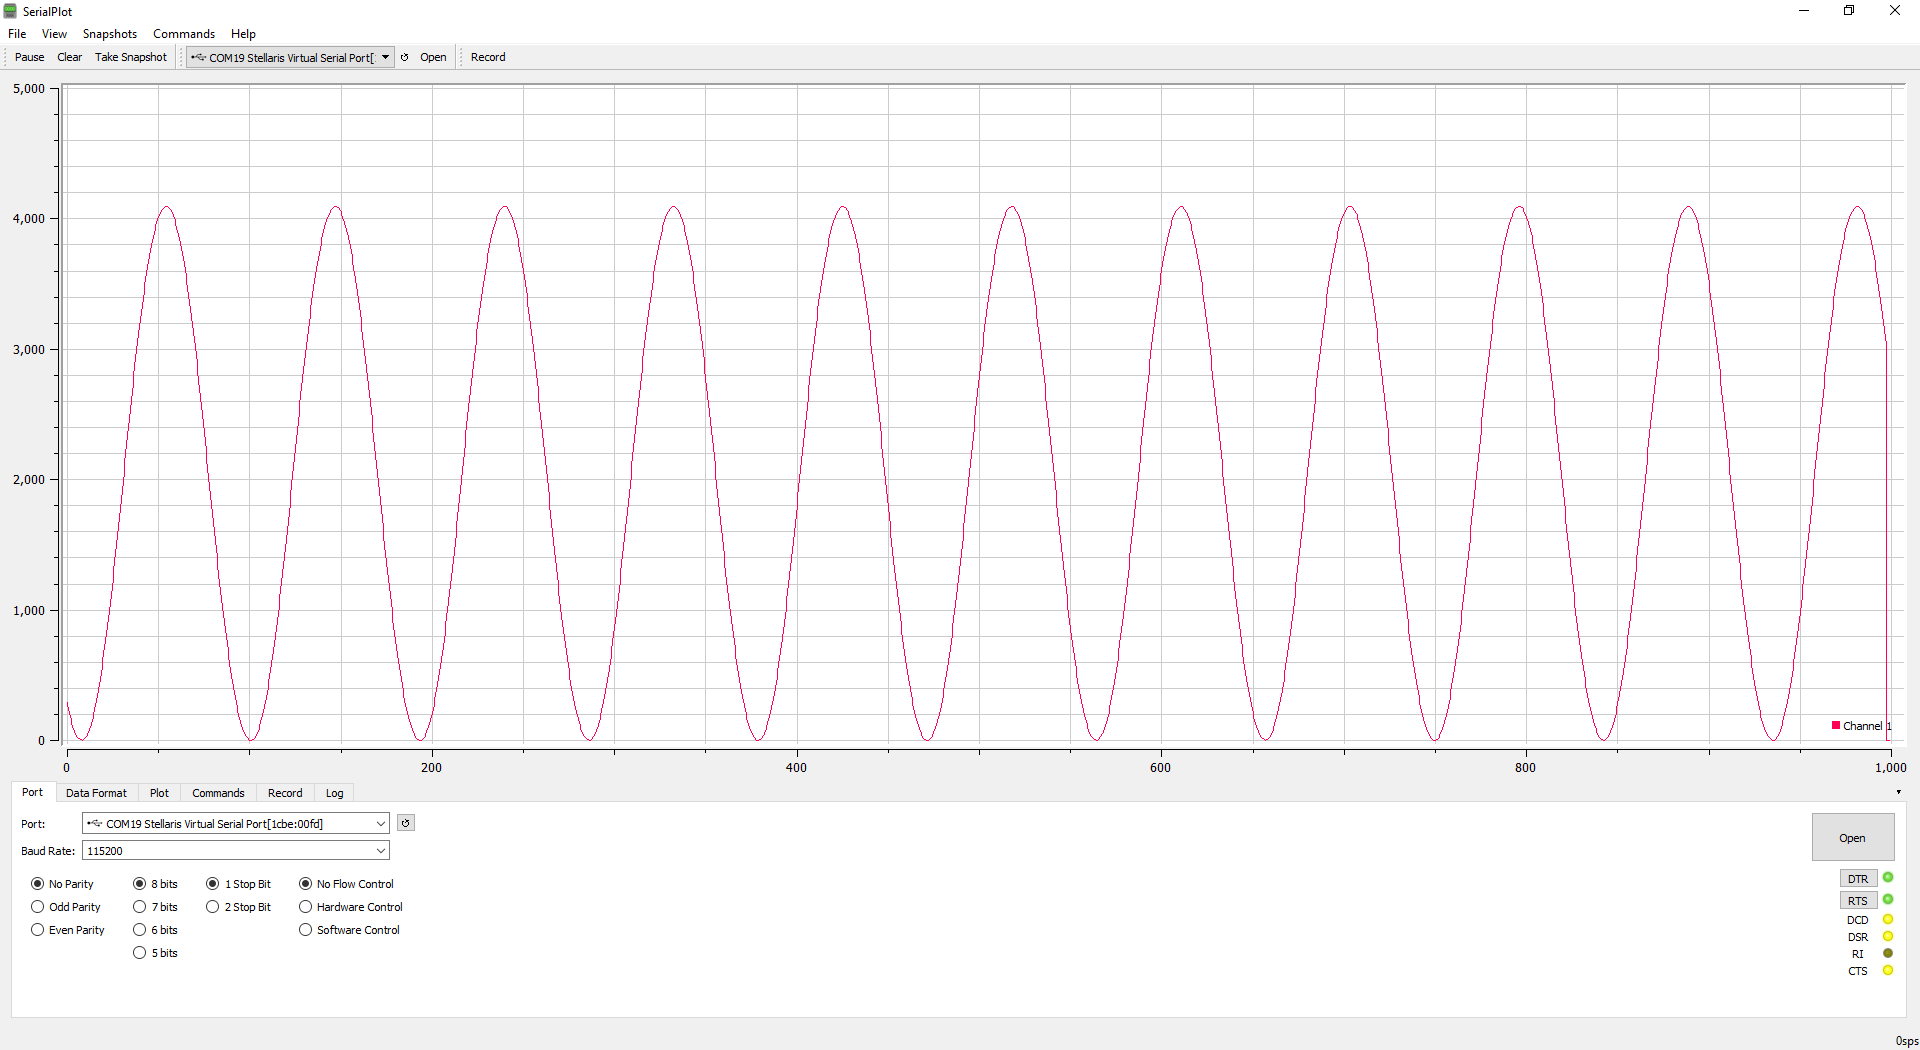 SerialPlot
File View Snapshots Commands Help
Pause Clear Take Snapshot COM19 Stellaris Virtual Serial Port[: Open Record
5,000
4,000
3,000
2,000
1,000
0
Channel 1
0 200 400 600 800 1,000
Port Data Format Plot Commands Record Log
Port: COM19 Stellaris Virtual Serial Port[1cbe:00fd]
Open
Baud Rate: 115200
No Parity 8 bits 1 Stop Bit No Flow Control
DTR
Odd Parity 7 bits 2 Stop Bit Hardware Control
RTS
Even Parity 6 bits Software Control
DCD
DSR
5 bits
RI
CTS
0sps